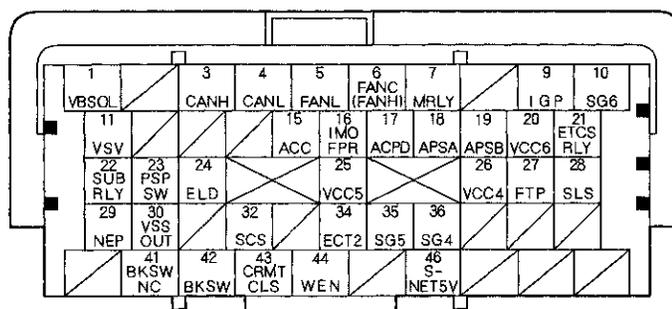 1 3 4 5 6 7 9 10
VBSOL CANH CANL FANL FANC (FANHI) MRLY IGP SG6
11 15 16 17 18 19 20 21
VSV ACC IMO FPR ACPD APSA APSB VCC6 ETCS RLY
22 23 24 25 26 27 28
SUB RLY PSP SW ELD VCC5 VCC4 FTP SLS
29 30 32 34 35 36
NEP VSS OUT SCS ECT2 SG5 SG4
41 42 43 44 46
BKSW NC BKSW CRMT CLS WEN S- NET5V